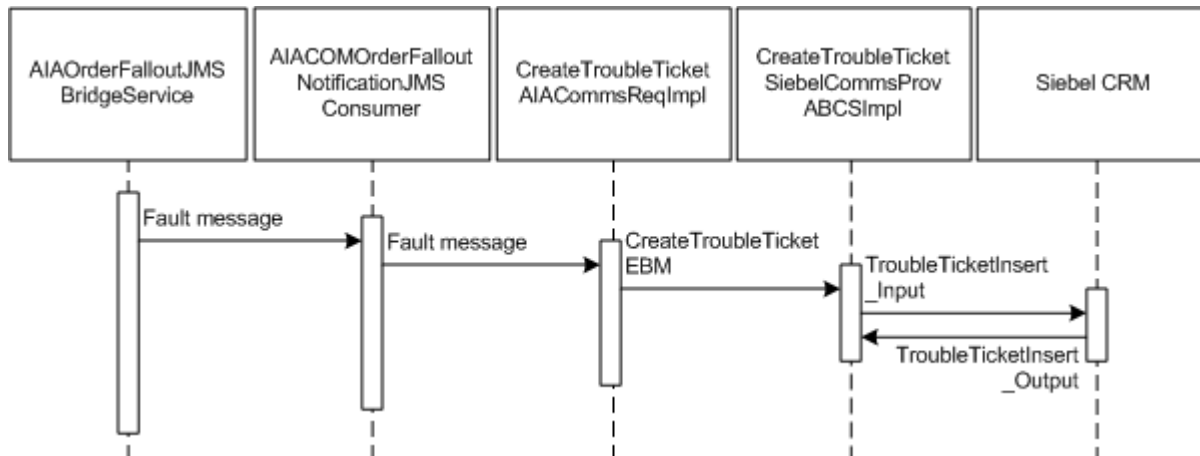 AIAOrderFalloutJMS
BridgeService
AIACOMOrderFallout
NotificationJMS
Consumer
CreateTroubleTicket
AIACommsReqImpl
CreateTroubleTicket
SiebelCommsProv
ABCSImpl
Siebel CRM
Fault message
Fault message
CreateTroubleTicket
EBM
TroubleTicketInsert
_Input
TroubleTicketInsert
_Output